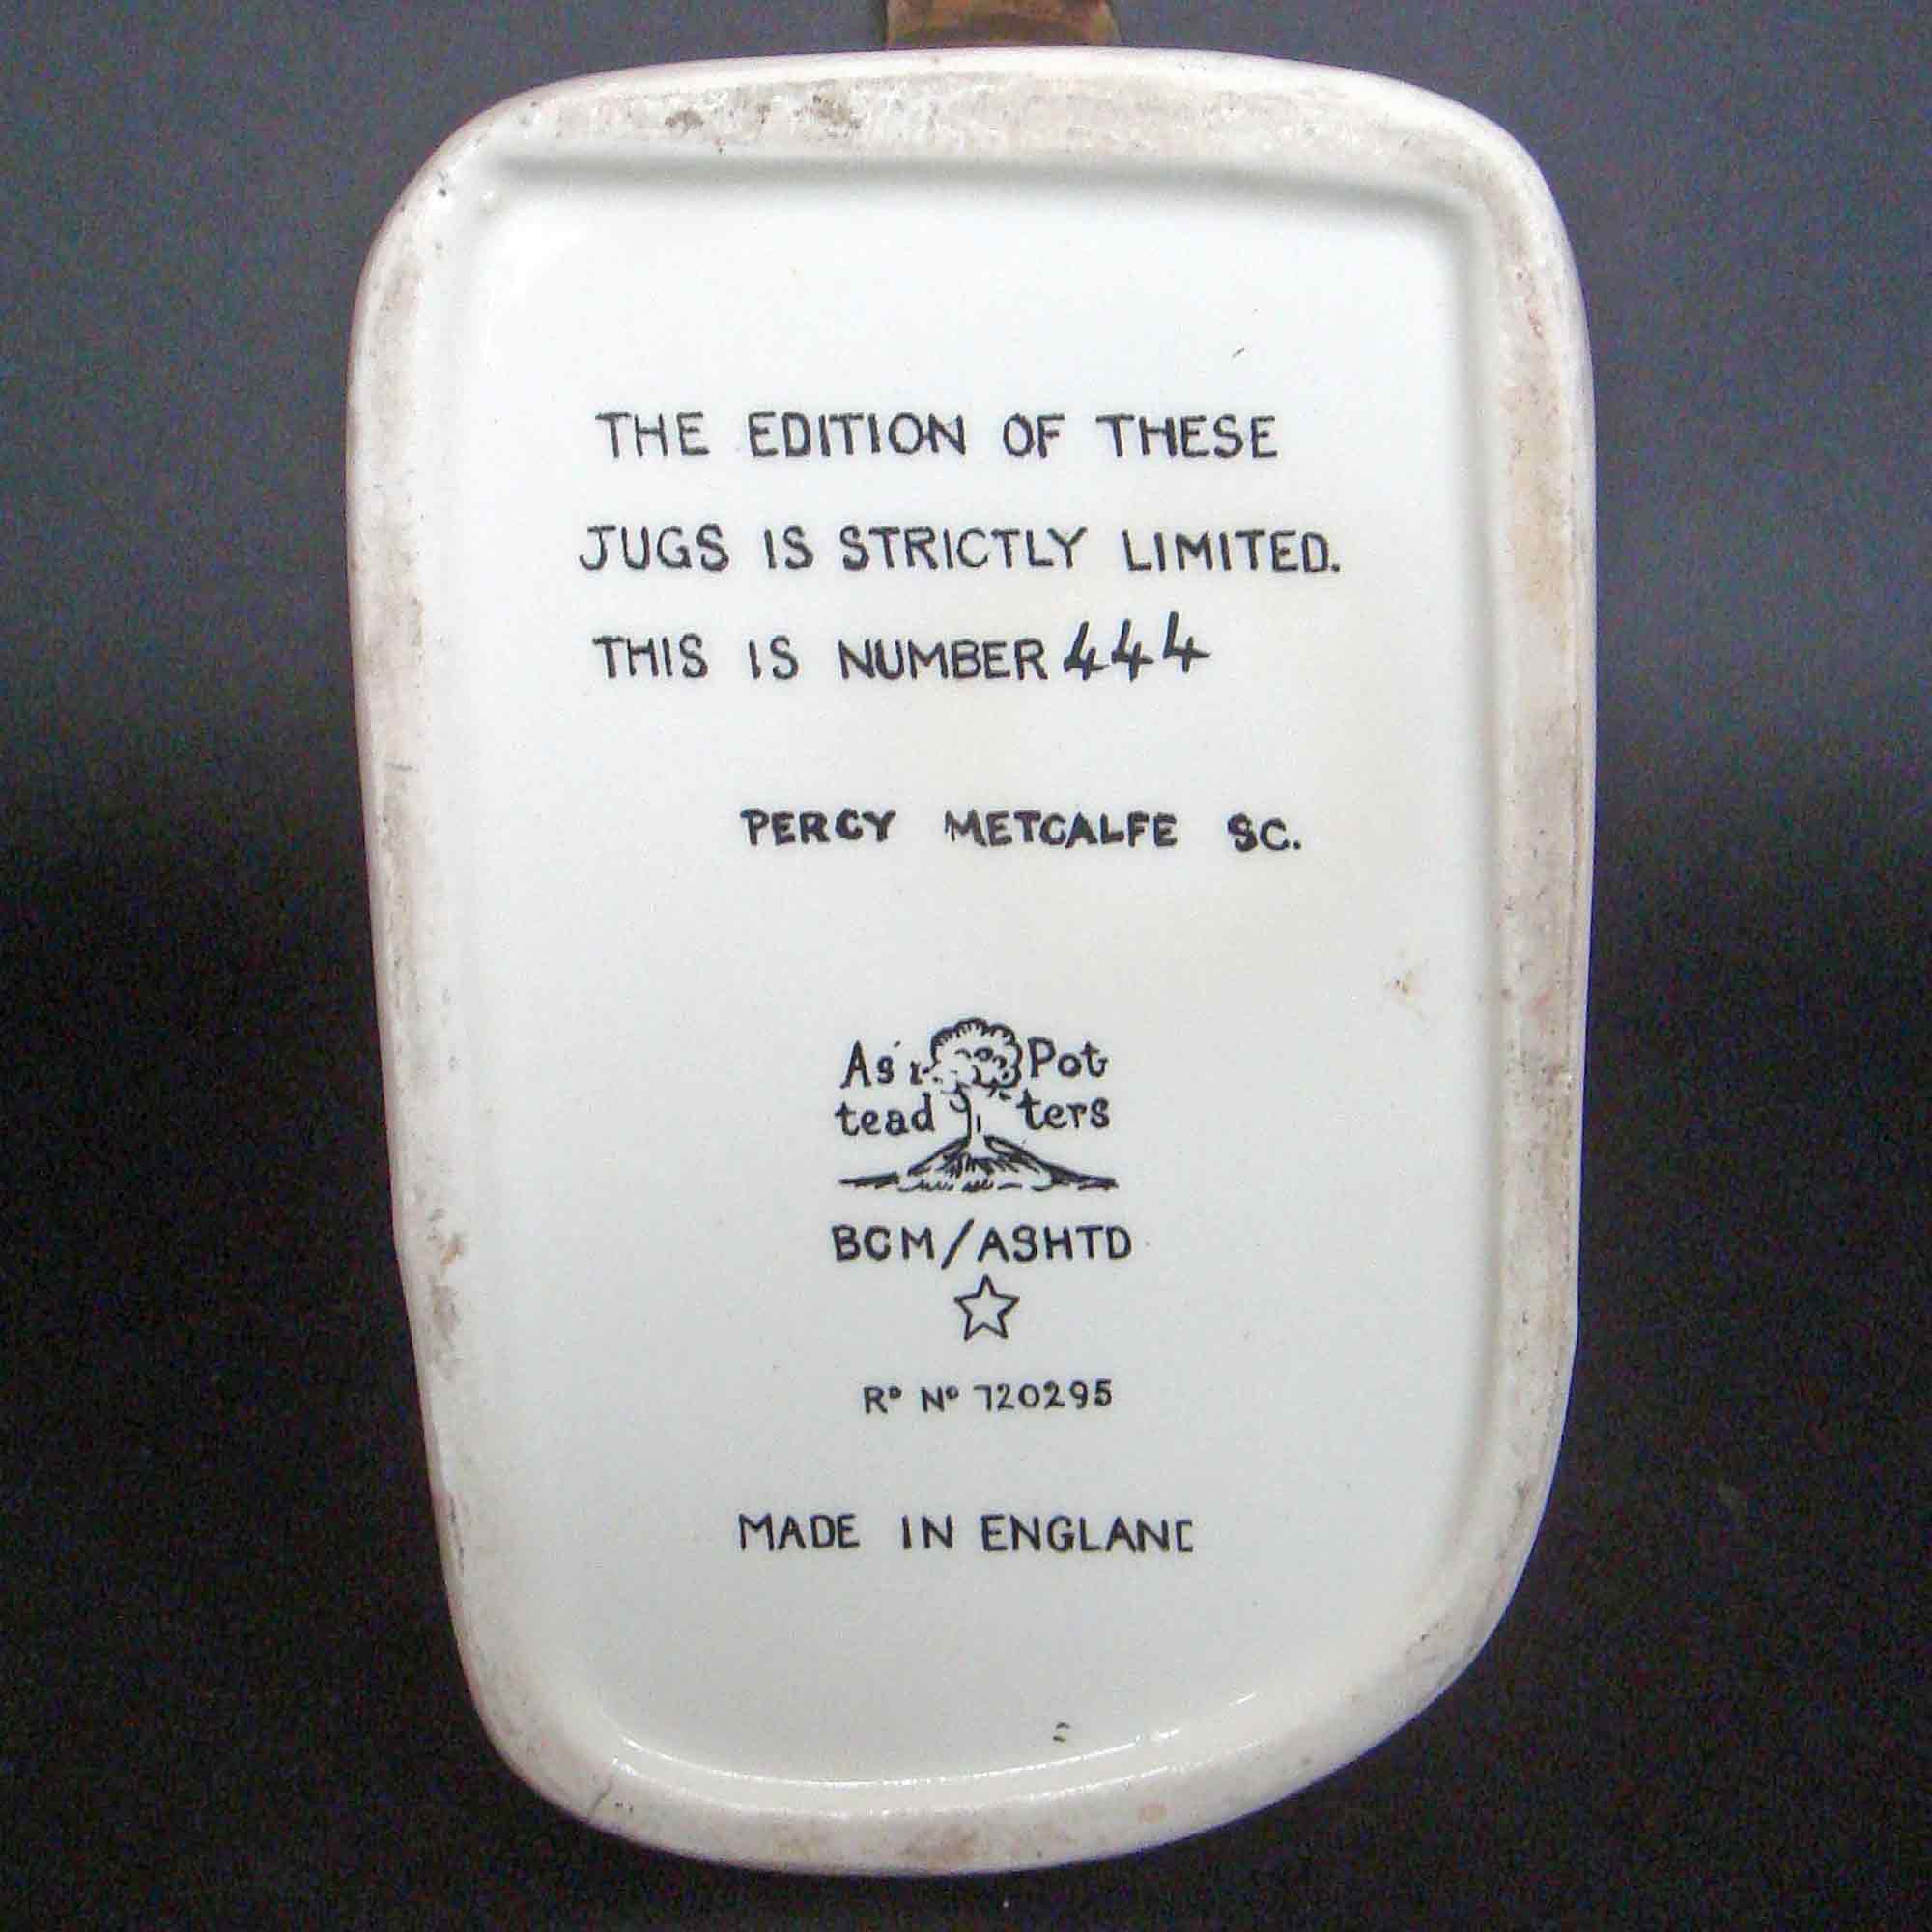 THE EDITION OF THESE
JUGS IS STRICTLY LIMITED.
THIS IS NUMBER 444
PERCY METCALFE SC.
Ash Pot
tead ters
BCM/ASHTD
Rᴰ Nº 720295
MADE IN ENGLAND